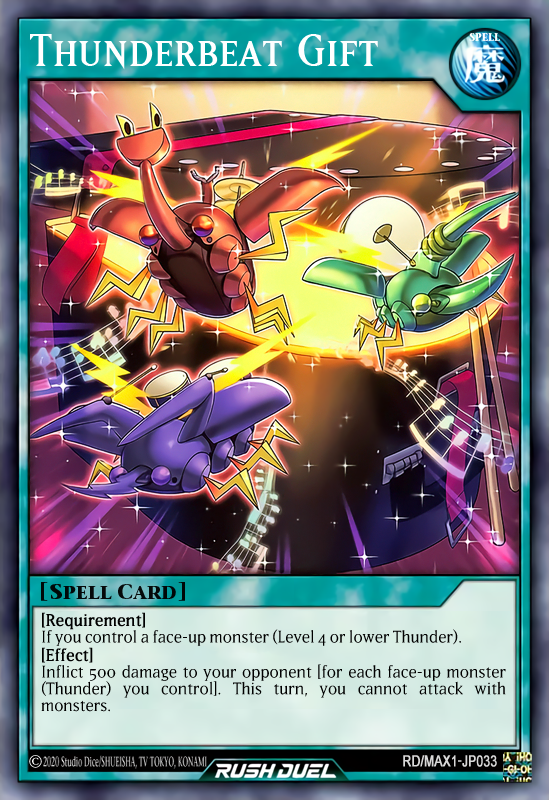 Thunderbeat Gift
SPELL
魔
[Spell Card]
[Requirement]
If you control a face-up monster (Level 4 or lower Thunder).
[Effect]
Inflict 500 damage to your opponent [for each face-up monster
(Thunder) you control]. This turn, you cannot attack with
monsters.
©2020 Studio Dice/SHUEISHA, TV TOKYO, KONAMI
RUSH DUEL
RD/MAX1-JP033